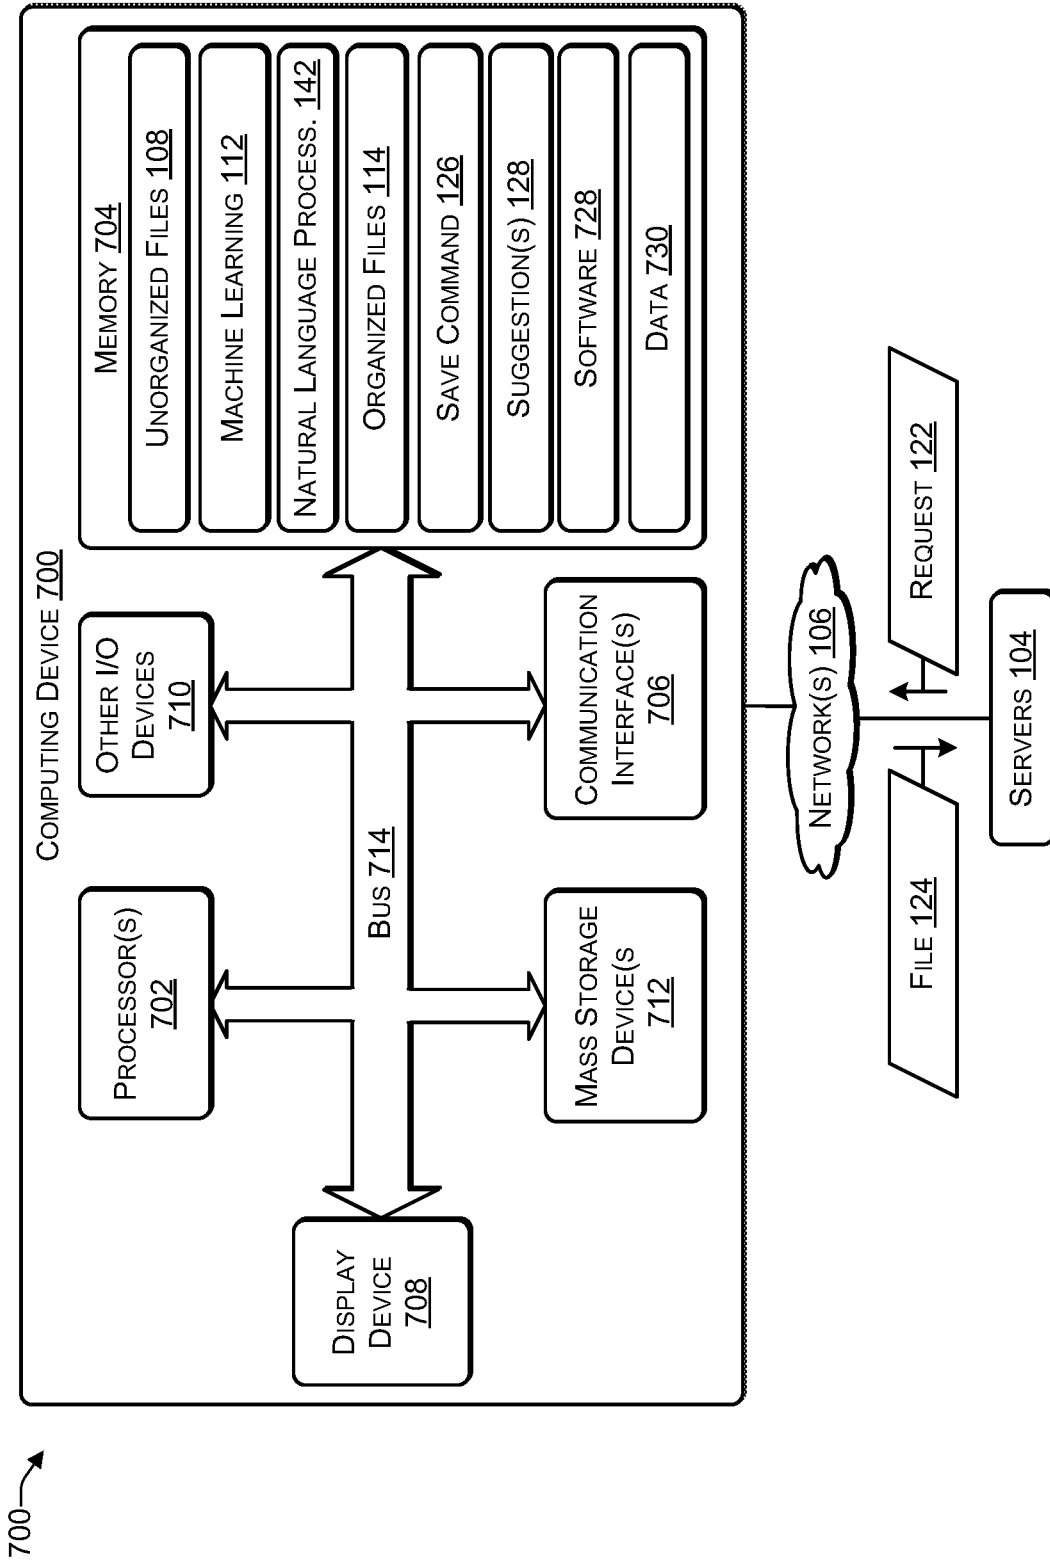 700
COMPUTING DEVICE 700
DISPLAY
DEVICE
708
PROCESSOR(S)
702
OTHER I/O
DEVICES
710
BUS 714
MASS STORAGE
DEVICE(S
712
COMMUNICATION
INTERFACE(S)
706
MEMORY 704
UNORGANIZED FILES 108
MACHINE LEARNING 112
NATURAL LANGUAGE PROCESS. 142
ORGANIZED FILES 114
SAVE COMMAND 126
SUGGESTION(S) 128
SOFTWARE 728
DATA 730
NETWORK(S) 106
FILE 124
REQUEST 122
SERVERS 104